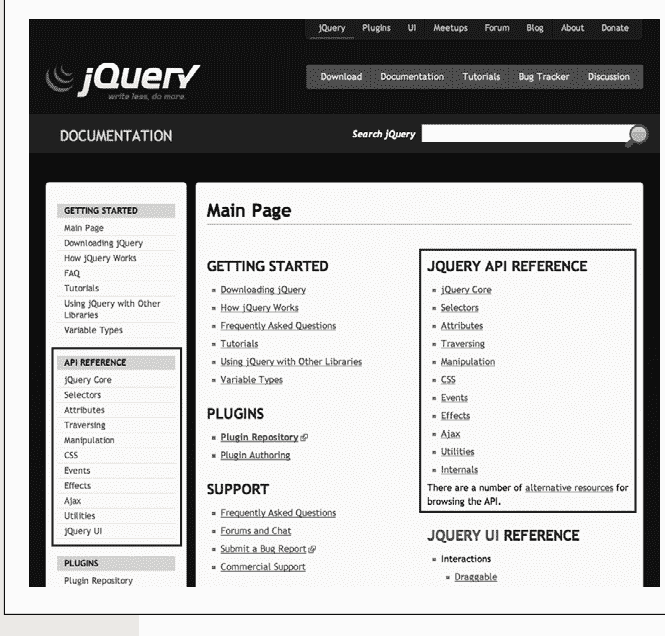 jQuery Plugins UI Meetups Forum Blog About Donate
jQuery
write less, do more.
Download Documentation Tutorials Bug Tracker Discussion
DOCUMENTATION
Search jQuery
GETTING STARTED
Main Page
Downloading jQuery
How jQuery Works
FAQ
Tutorials
Using jQuery with Other
Libraries
Variable Types
API REFERENCE
jQuery Core
Selectors
Attributes
Traversing
Manipulation
CSS
Events
Effects
Ajax
Utilities
jQuery UI
PLUGINS
Plugin Repository
Main Page
GETTING STARTED
Downloading jQuery
How jQuery Works
Frequently Asked Questions
Tutorials
Using jQuery with Other Libraries
Variable Types
PLUGINS
Plugin Repository
Plugin Authoring
SUPPORT
Frequently Asked Questions
Forums and Chat
Submit a Bug Report
Commercial Support
JQUERY API REFERENCE
jQuery Core
Selectors
Attributes
Traversing
Manipulation
CSS
Events
Effects
Ajax
Utilities
Internals
There are a number of alternative resources for
browsing the API.
JQUERY UI REFERENCE
Interactions
Draggable